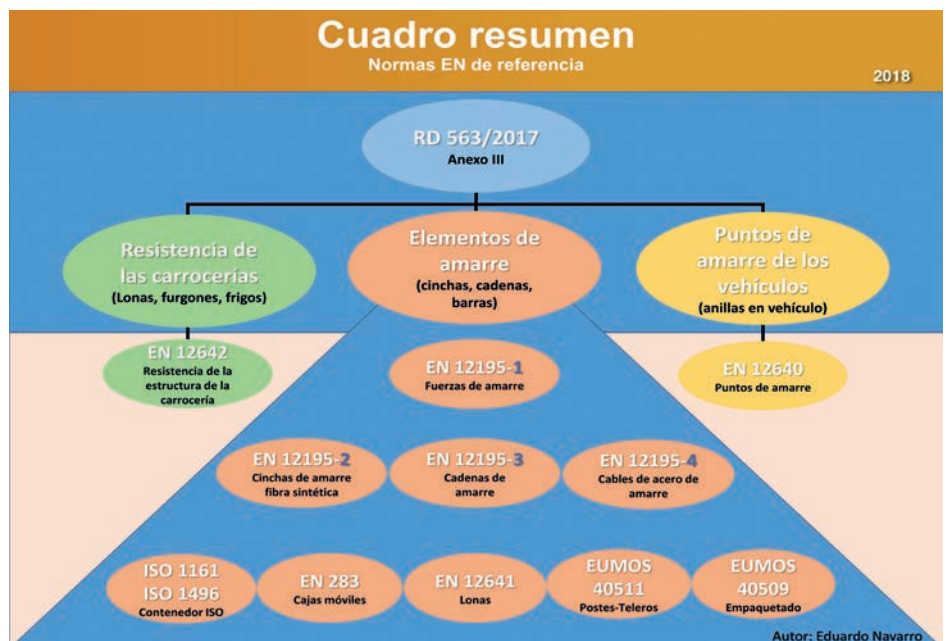 Cuadro resumen
Normas EN de referencia
2018
RD 563/2017
Anexo III
Resistencia de
las carrocerías
(Lonas, furgones, frigos)
Elementos de
amarre
(cinchas, cadenas,
barras)
Puntos de
amarre de los
vehículos
(anillas en vehículo)
EN 12642
Resistencia de la
estructura de la
carrocería
EN 12195-1
Fuerzas de amarre
EN 12640
Puntos de amarre
EN 12195-2
Cinchas de amarre
fibra sintética
EN 12195-3
Cadenas de
amarre
EN 12195-4
Cables de acero de
amarre
ISO 1161
ISO 1496
Contenedor ISO
EN 283
Cajas móviles
EN 12641
Lonas
EUMOS
40511
Postes-Teleros
EUMOS
40509
Empaquetado
Autor: Eduardo Navarro